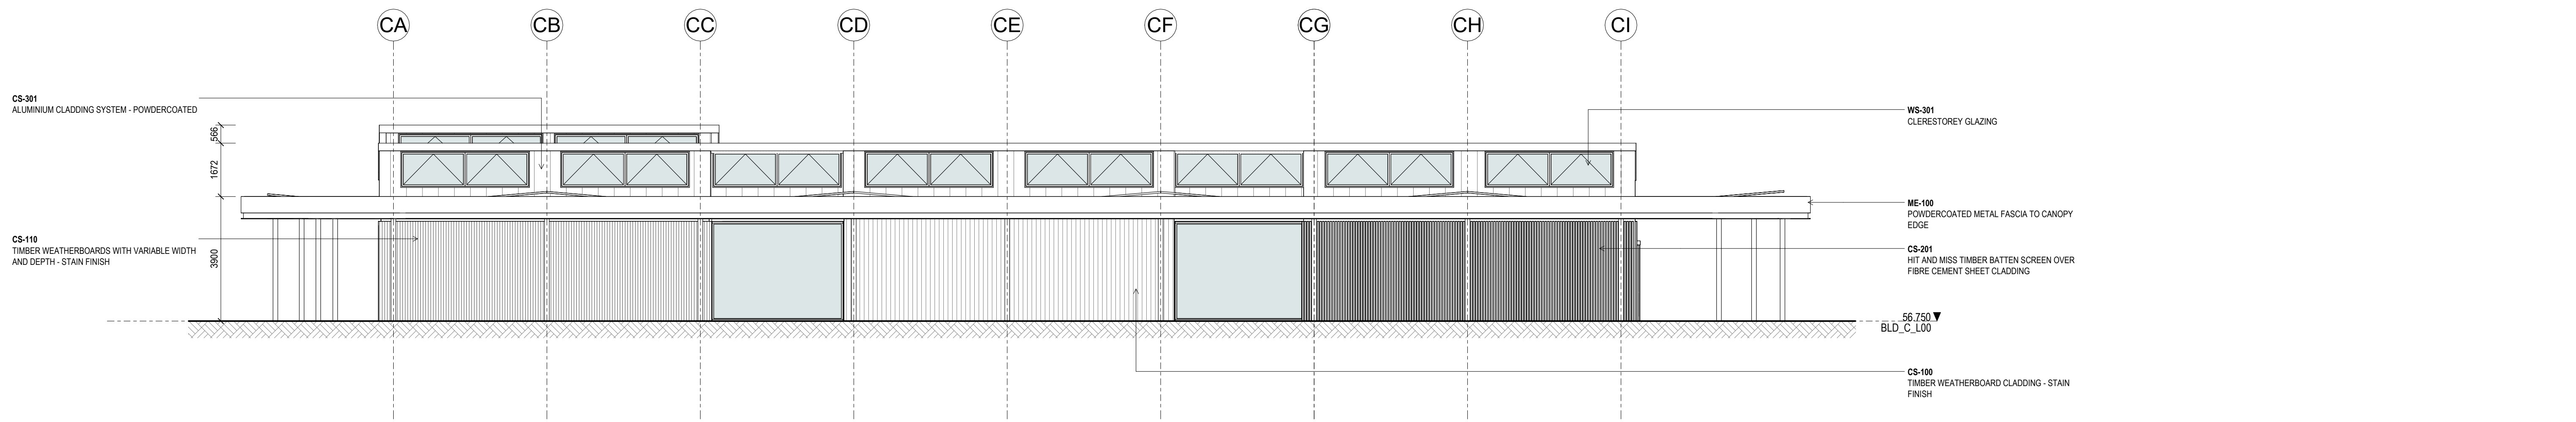 CA CB CC CD CE CF CG CH CI
CS-301
ALUMINIUM CLADDING SYSTEM - POWDERCOATED
566
1672
3900
CS-110
TIMBER WEATHERBOARDS WITH VARIABLE WIDTH
AND DEPTH - STAIN FINISH
WS-301
CLERESTOREY GLAZING
ME-100
POWDERCOATED METAL FASCIA TO CANOPY
EDGE
CS-201
HIT AND MISS TIMBER BATTEN SCREEN OVER
FIBRE CEMENT SHEET CLADDING
56.750
BLD_C_L00
CS-100
TIMBER WEATHERBOARD CLADDING - STAIN
FINISH